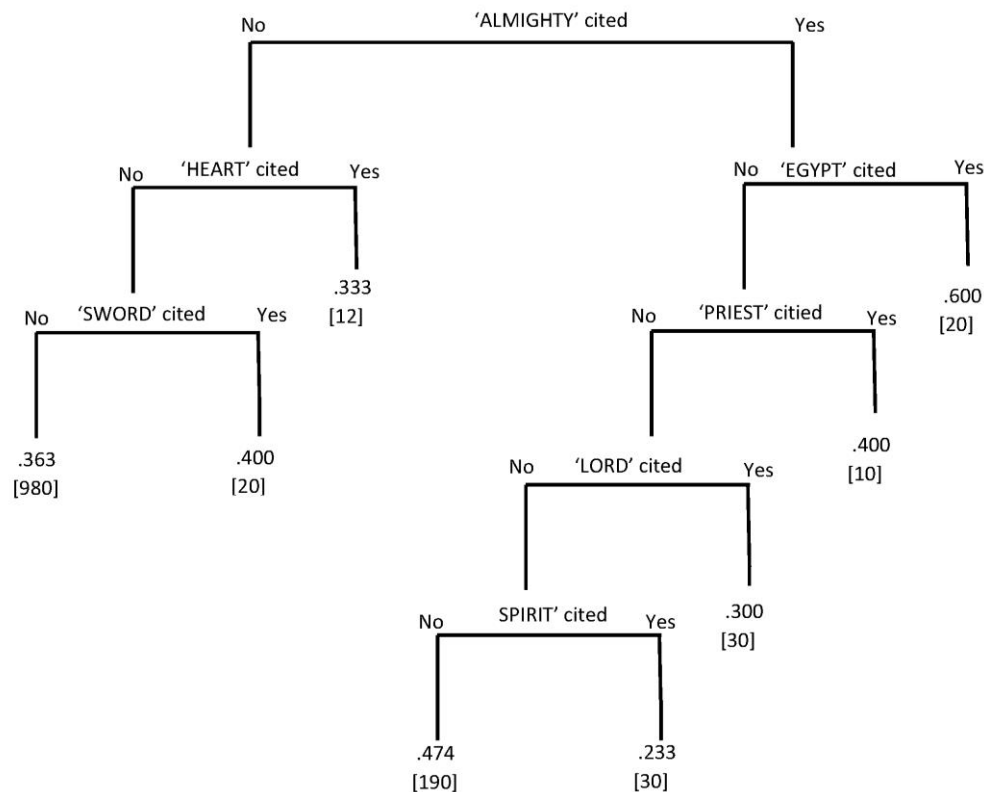 No 'ALMIGHTY' cited Yes
No 'HEART' cited Yes
No 'EGYPT' cited Yes
.333
[12]
.600
[20]
No 'SWORD' cited Yes
No 'PRIEST' citied Yes
.363
[980]
.400
[20]
.400
[10]
No 'LORD' cited Yes
.300
[30]
No SPIRIT' cited Yes
.474
[190]
.233
[30]